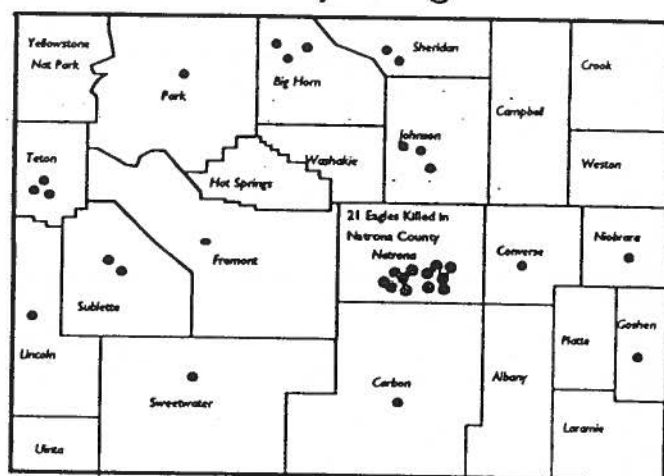 Yellowstone
Nat Park
Park
Big Horn
Sheridan
Crook
Campbell
Johnson
Teton
Washakie
Weston
Hot Springs
21 Eagles Killed In
Natrona County
Natrona
Converse
Niobrare
Fremont
Sublette
Lincoln
Platte
Goshen
Sweetwater
Carbon
Albany
Uinta
Laramie